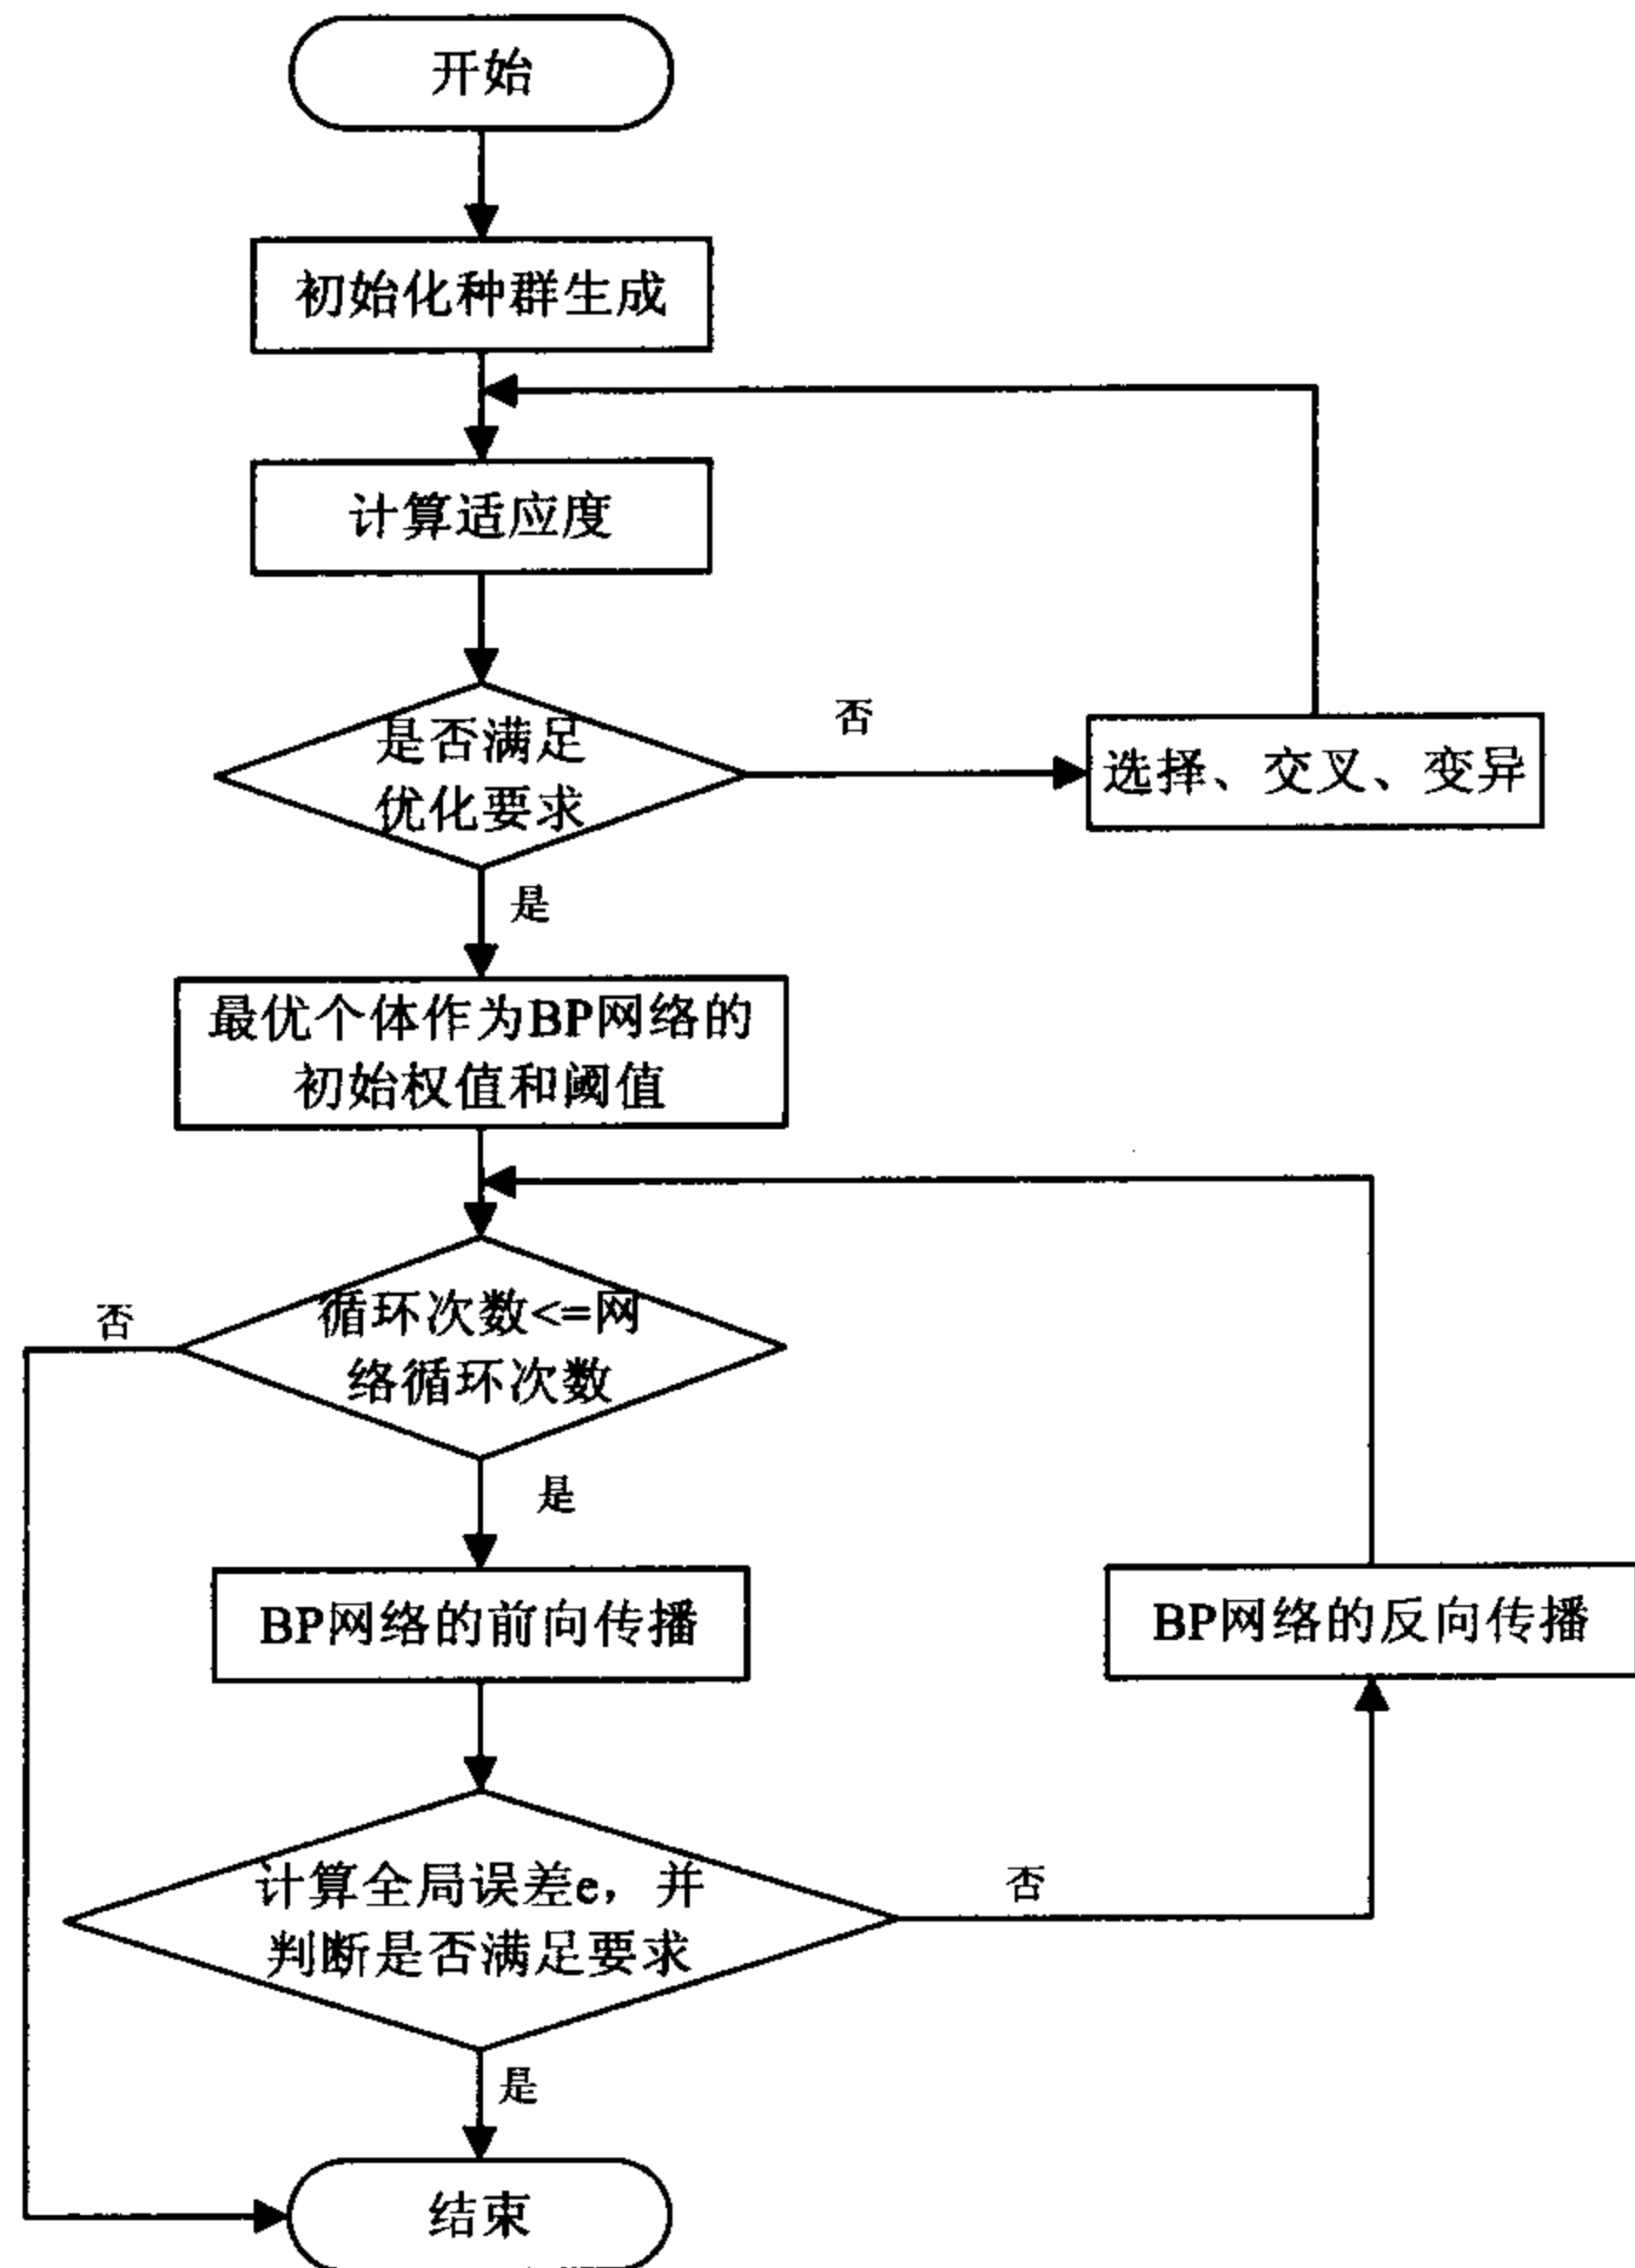 开始
初始化种群生成
计算适应度
是否满足
优化要求
否
选择、交叉、变异
是
最优个体作为BP网络的
初始权值和阈值
否
循环次数<=网
络循环次数
是
BP网络的前向传播
BP网络的反向传播
计算全局误差e，并
判断是否满足要求
否
是
结束